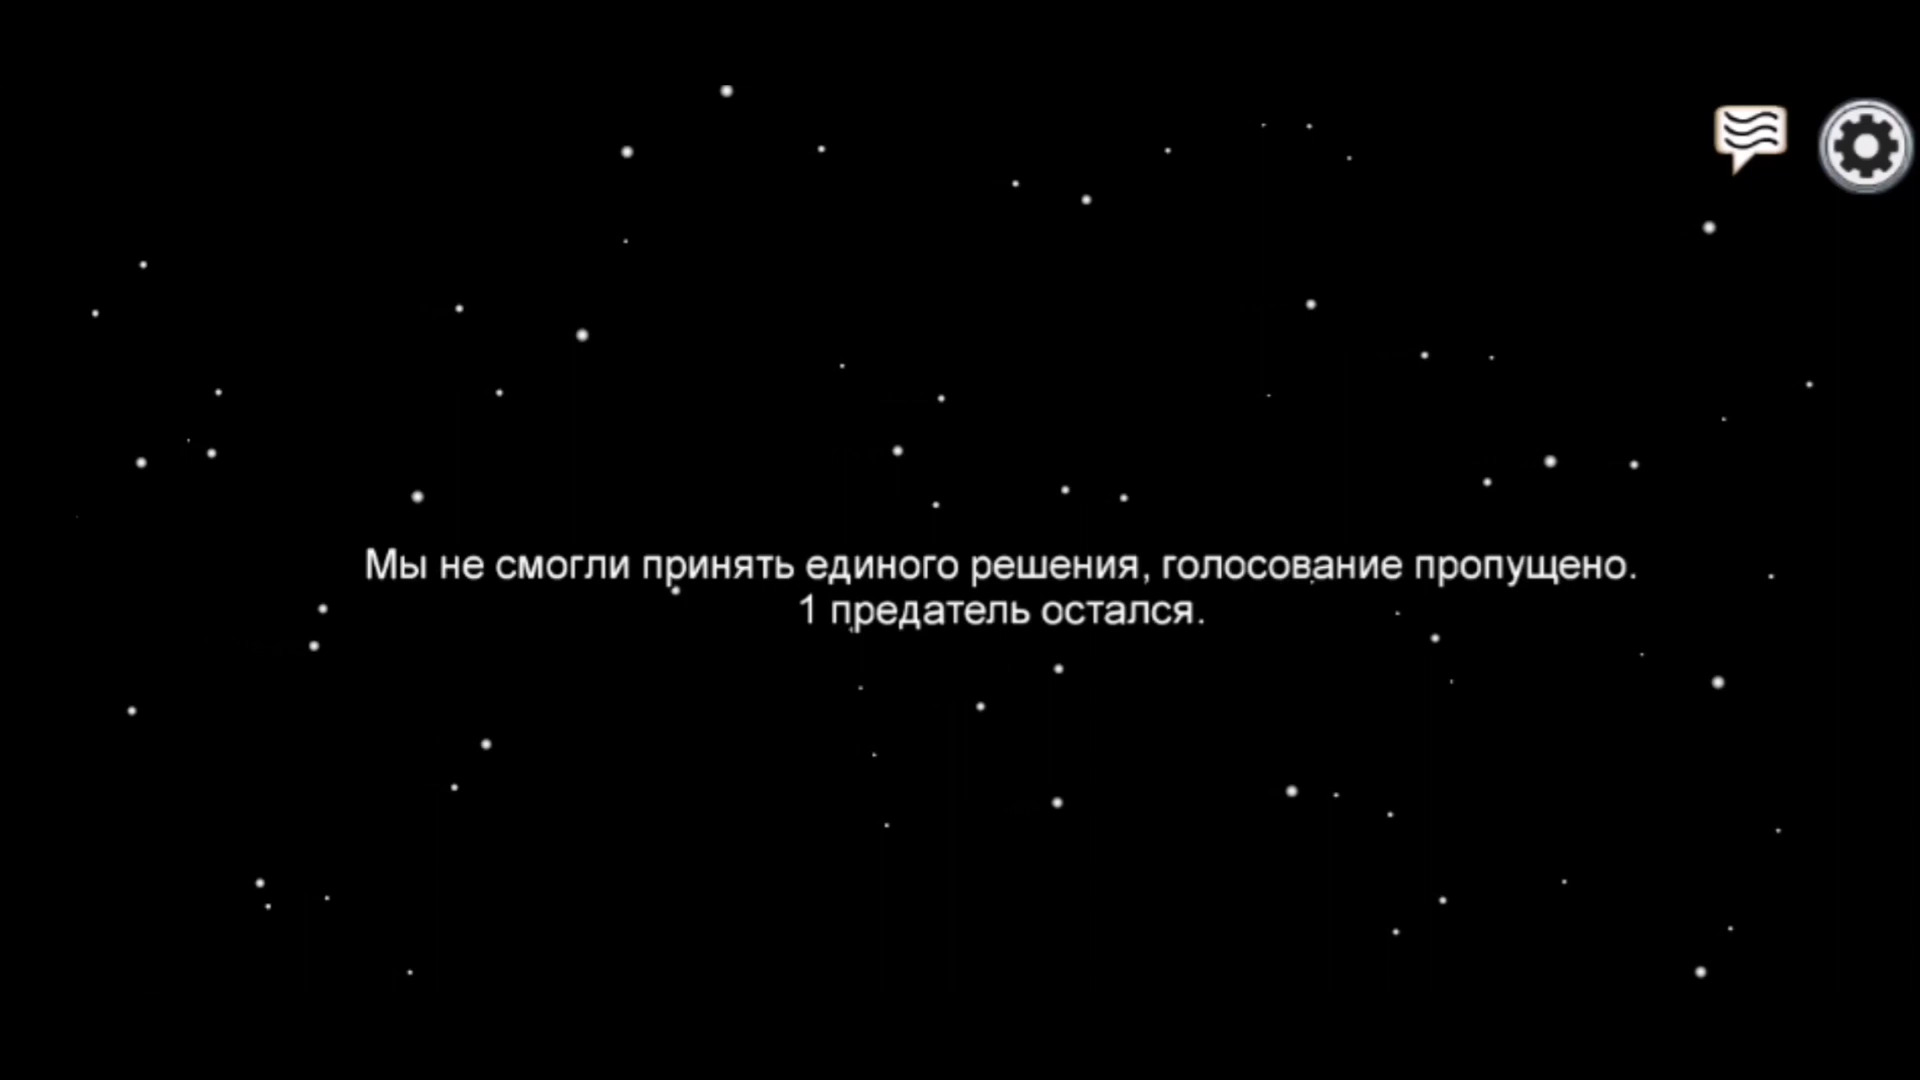 Мы не смогли принять единого решения, голосование пропущено.
1 предатель остался.